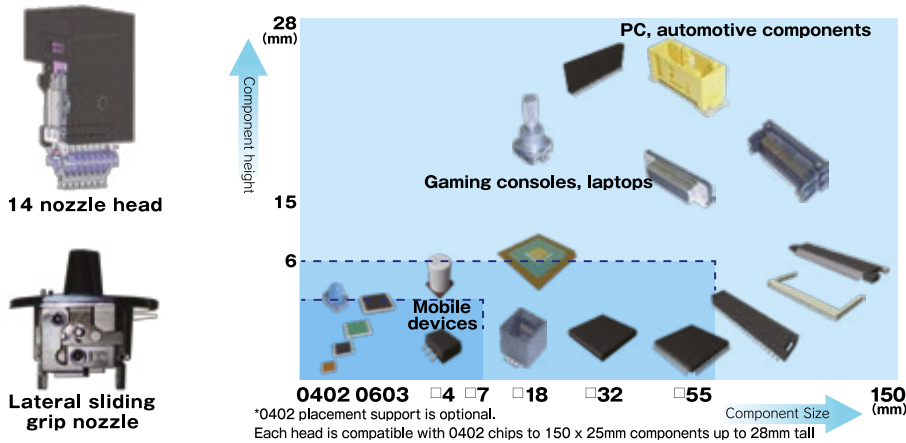 28
(mm)
PC, automotive components
Component height
Gaming consoles, laptops
14 nozzle head
15
6
Mobile
devices
0402 0603 □4 □7 □18 □32 □55 150
(mm)
Lateral sliding
grip nozzle
Component Size
*0402 placement support is optional.
Each head is compatible with 0402 chips to 150 x 25mm components up to 28mm tall